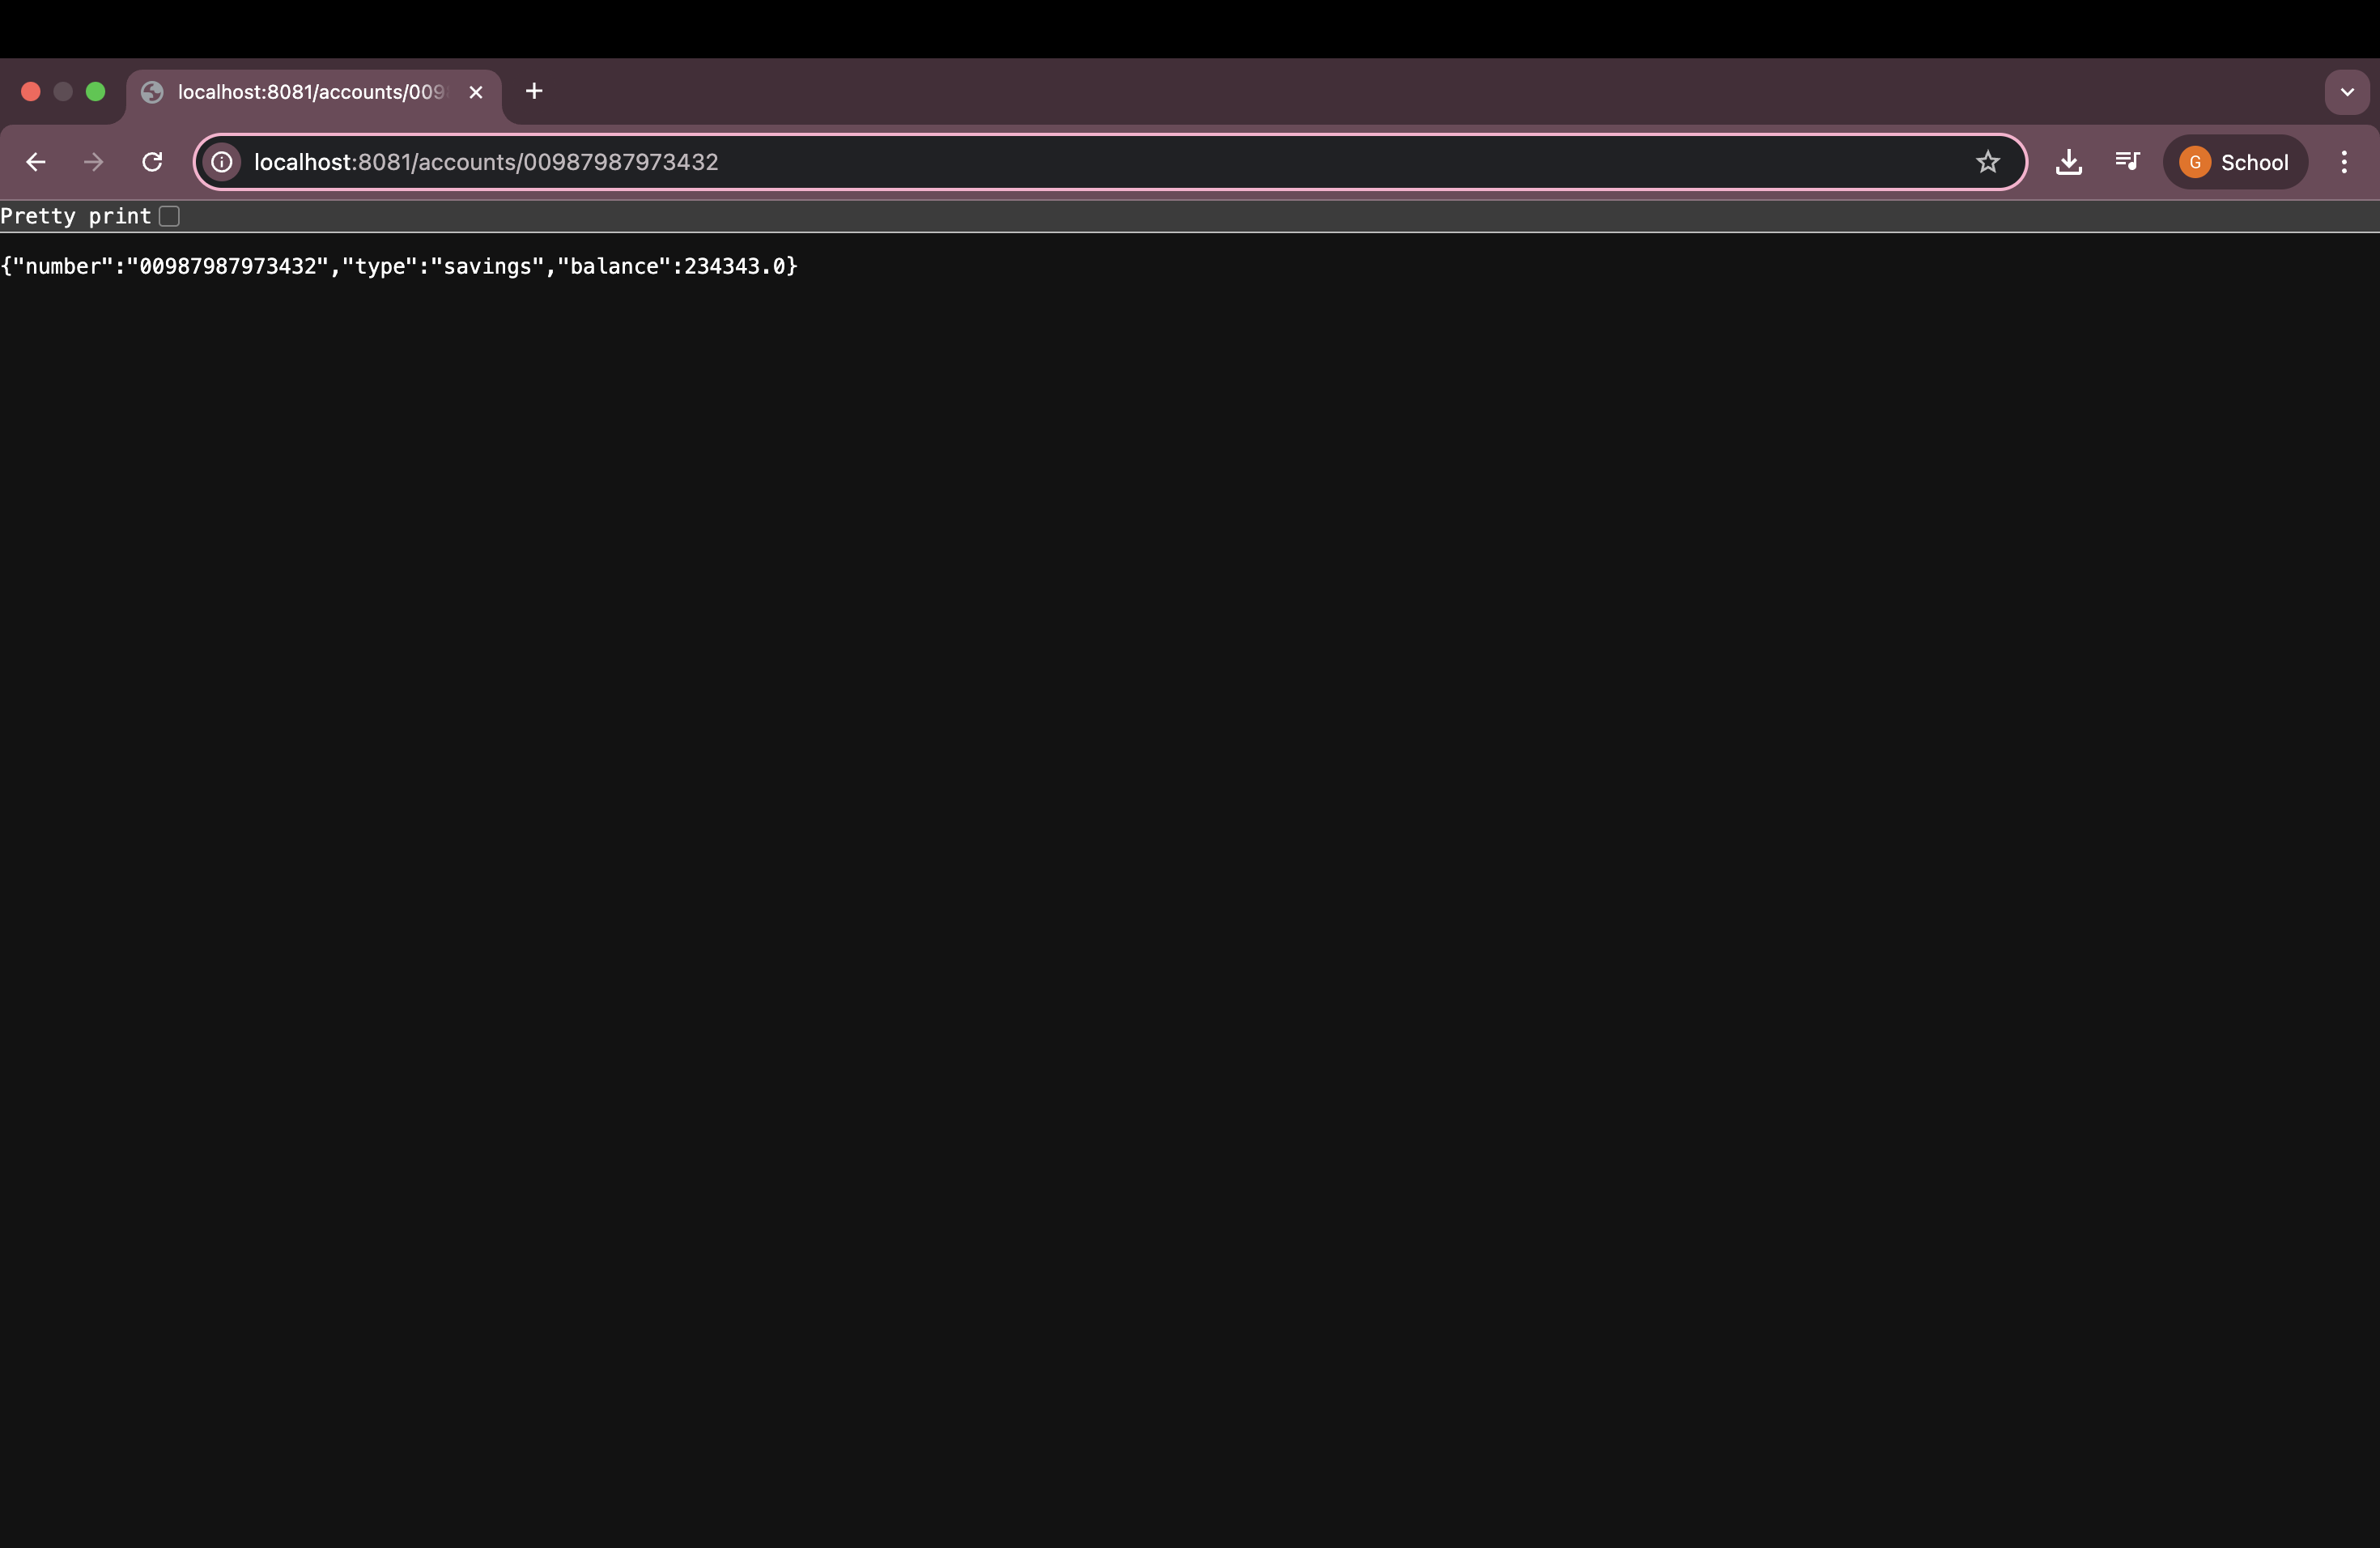 localhost:8081/accounts/009
localhost:8081/accounts/00987987973432
G School
Pretty print
{"number":"00987987973432","type":"savings","balance":234343.0}